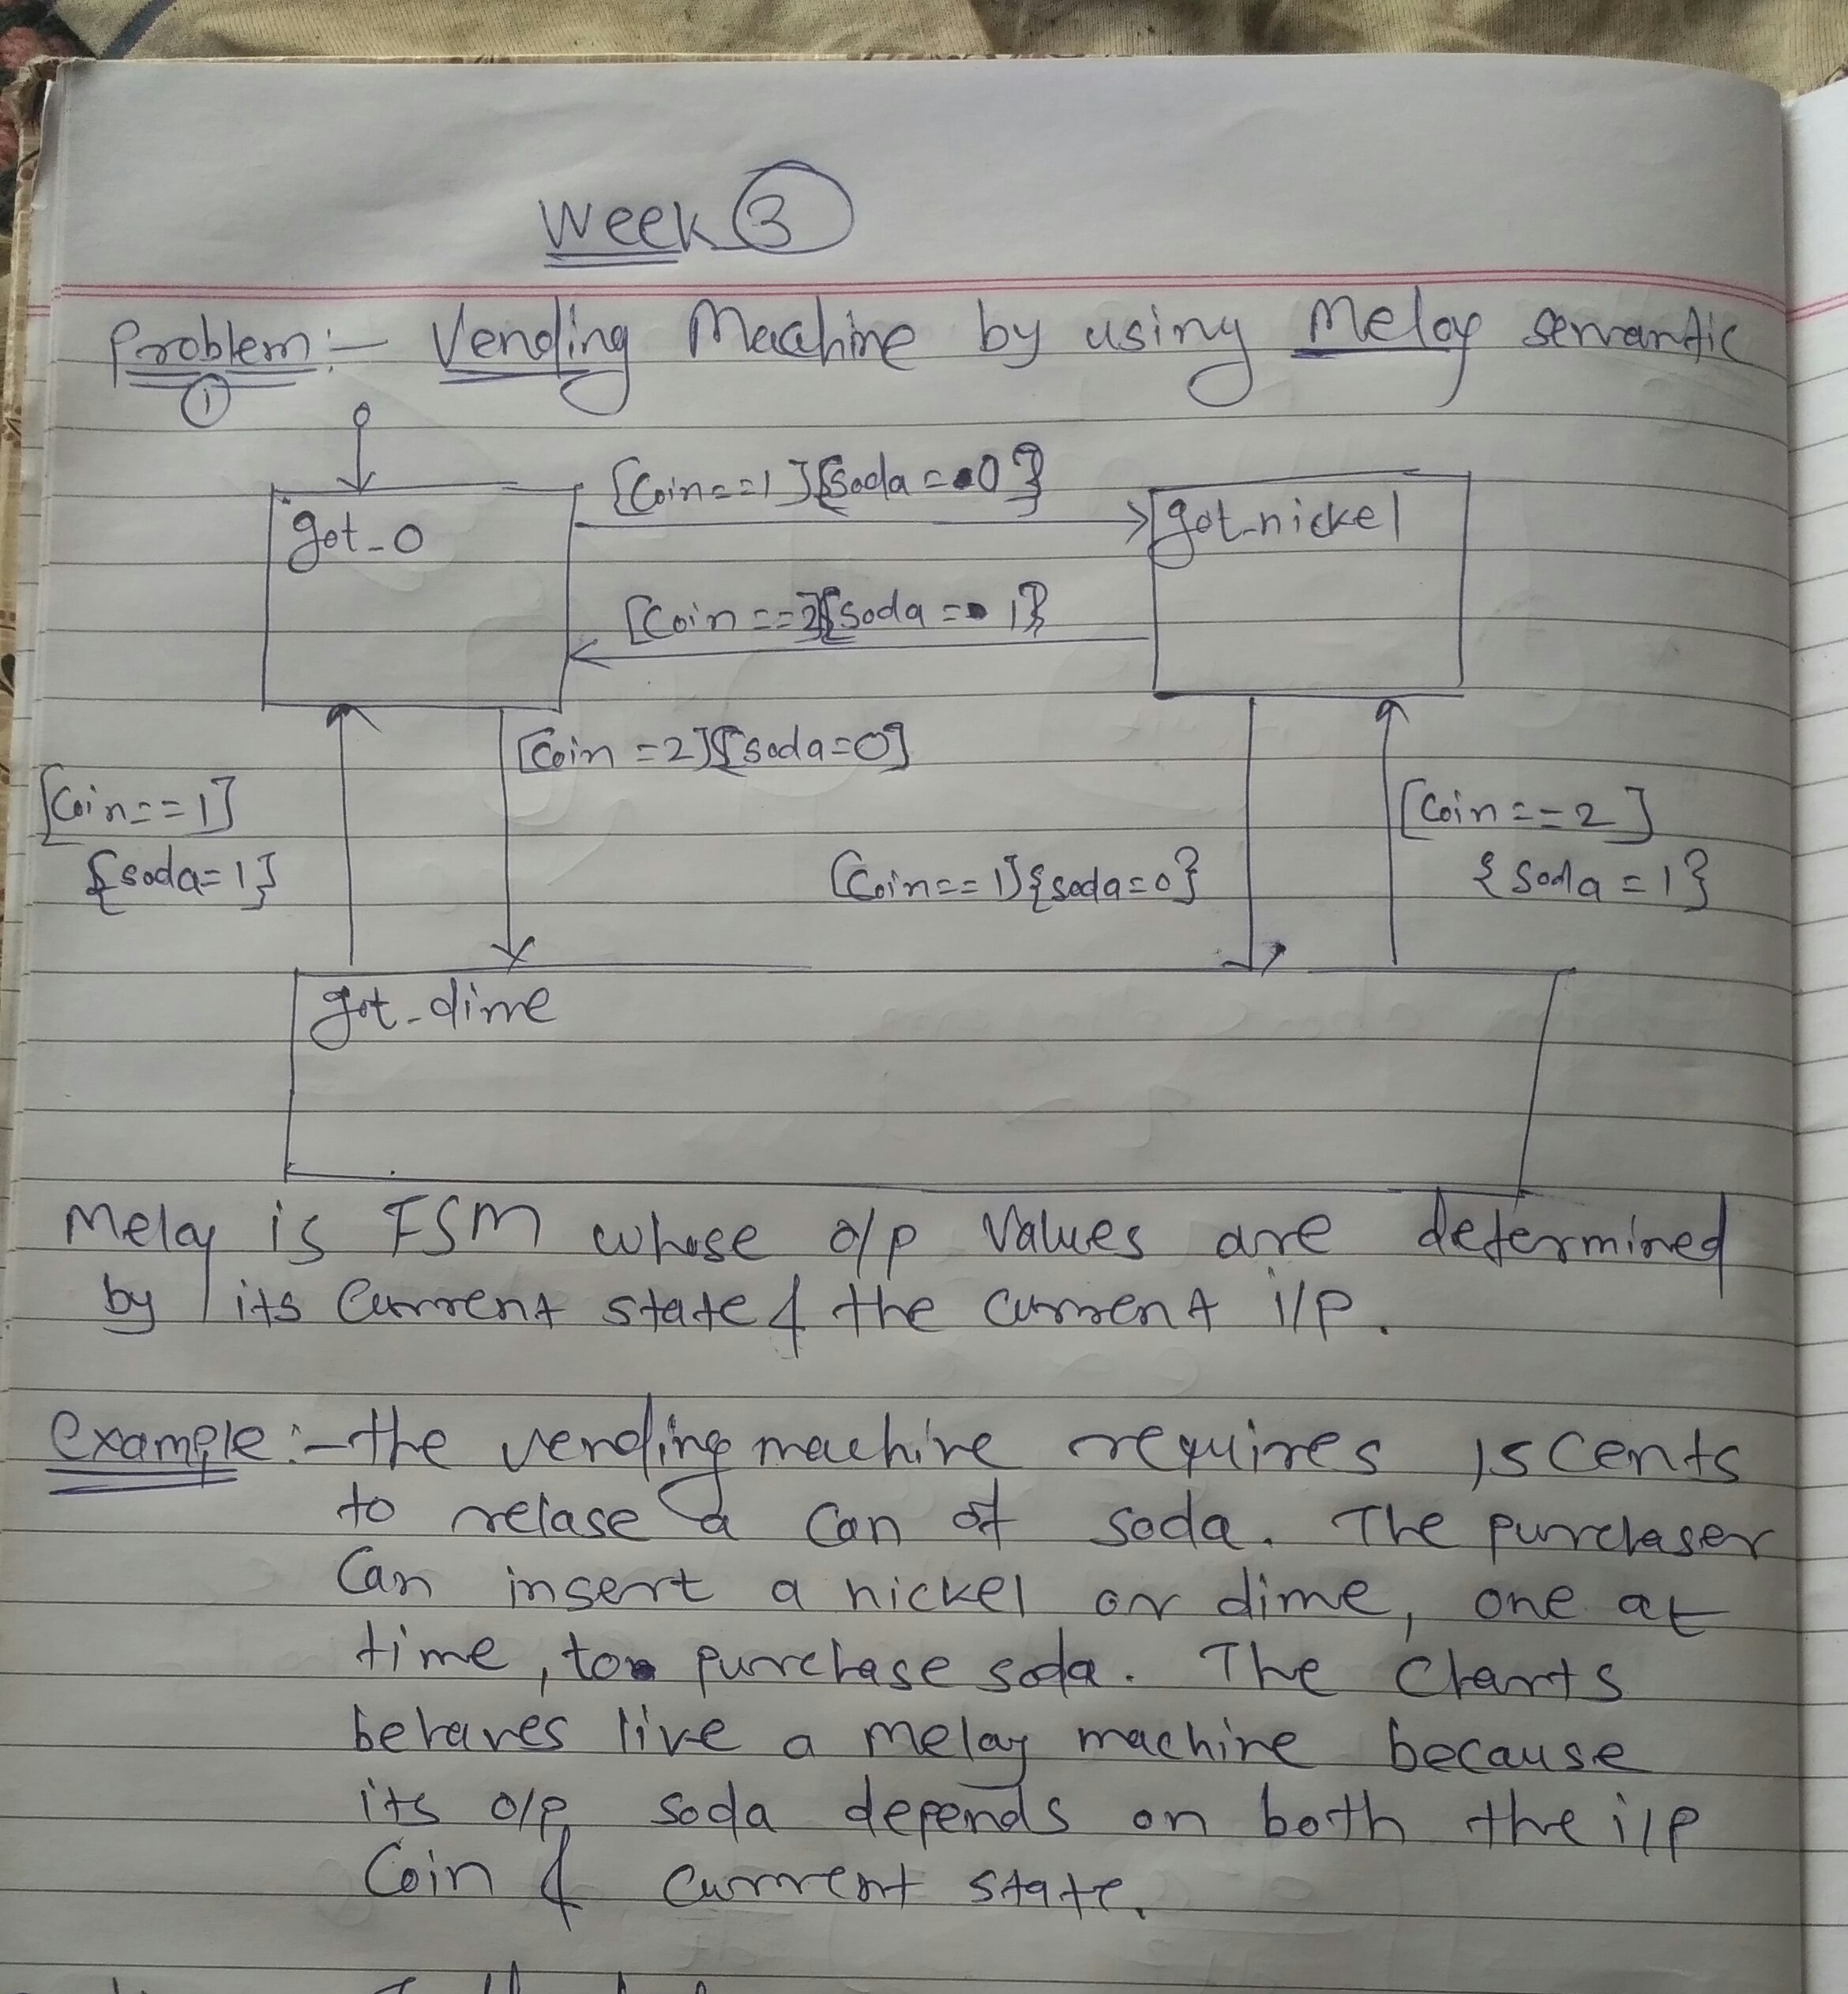 Week 3
Problem:- Vending Machine by using Melay semantic
1
[Coin==1]{soda=0}
got_0
got_nickel
[Coin==2]{soda=1}
[Coin=2]{soda=0}
[Coin==1]
{soda=1}
[Coin==1]{soda=0}
[Coin==2]
{soda=1}
got_dime
Melay is FSM whose o/p values are determined
by its current state & the current i/p.
Example:- the vending machine requires 15 cents
to relase a can of soda. The purchaser
can insert a nickel or dime, one at
time, to purchase soda. The charts
behaves live a melay machine because
its o/p soda depends on both the i/p
Coin & current state.